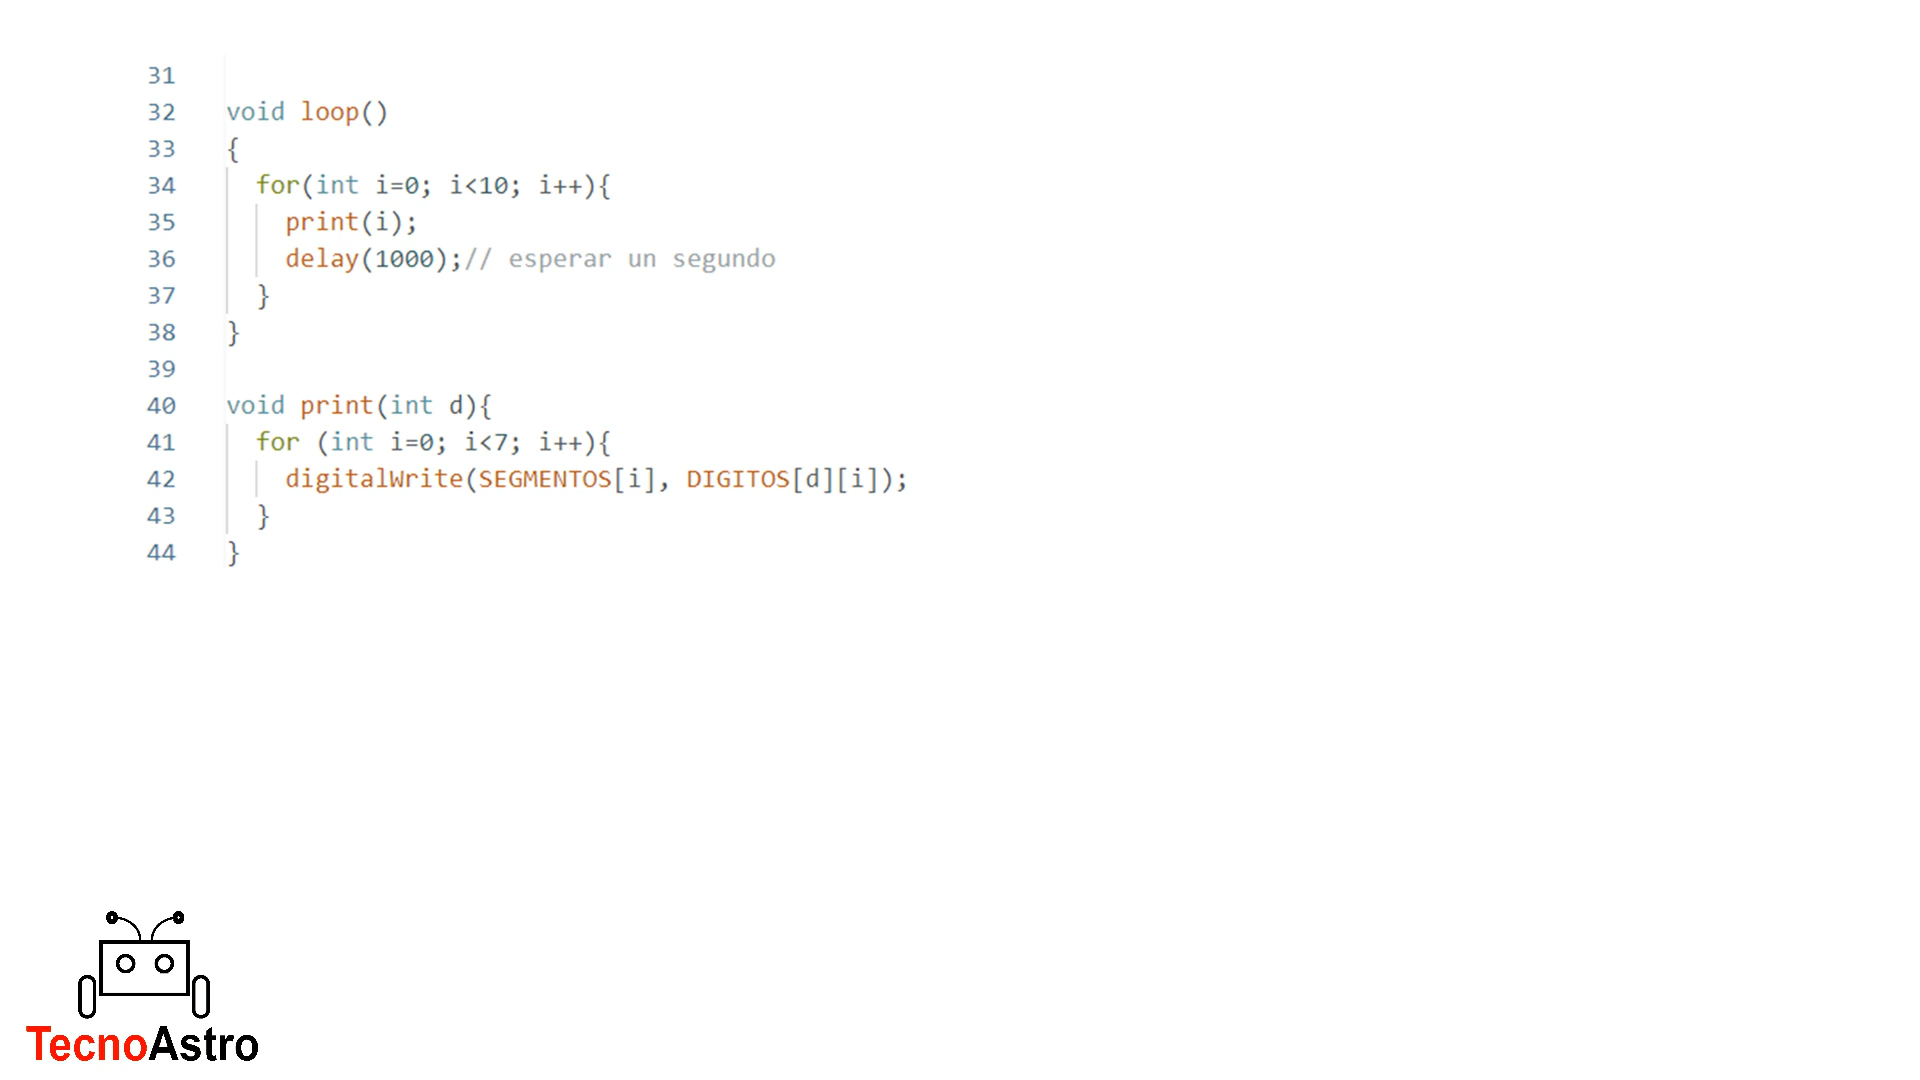 31
32 void loop()
33 {
34 for(int i=0; i<10; i++){
35 print(i);
36 delay(1000);// esperar un segundo
37 }
38 }
39
40 void print(int d){
41 for (int i=0; i<7; i++){
42 digitalWrite(SEGMENTOS[i], DIGITOS[d][i]);
43 }
44 }
TecnoAstro